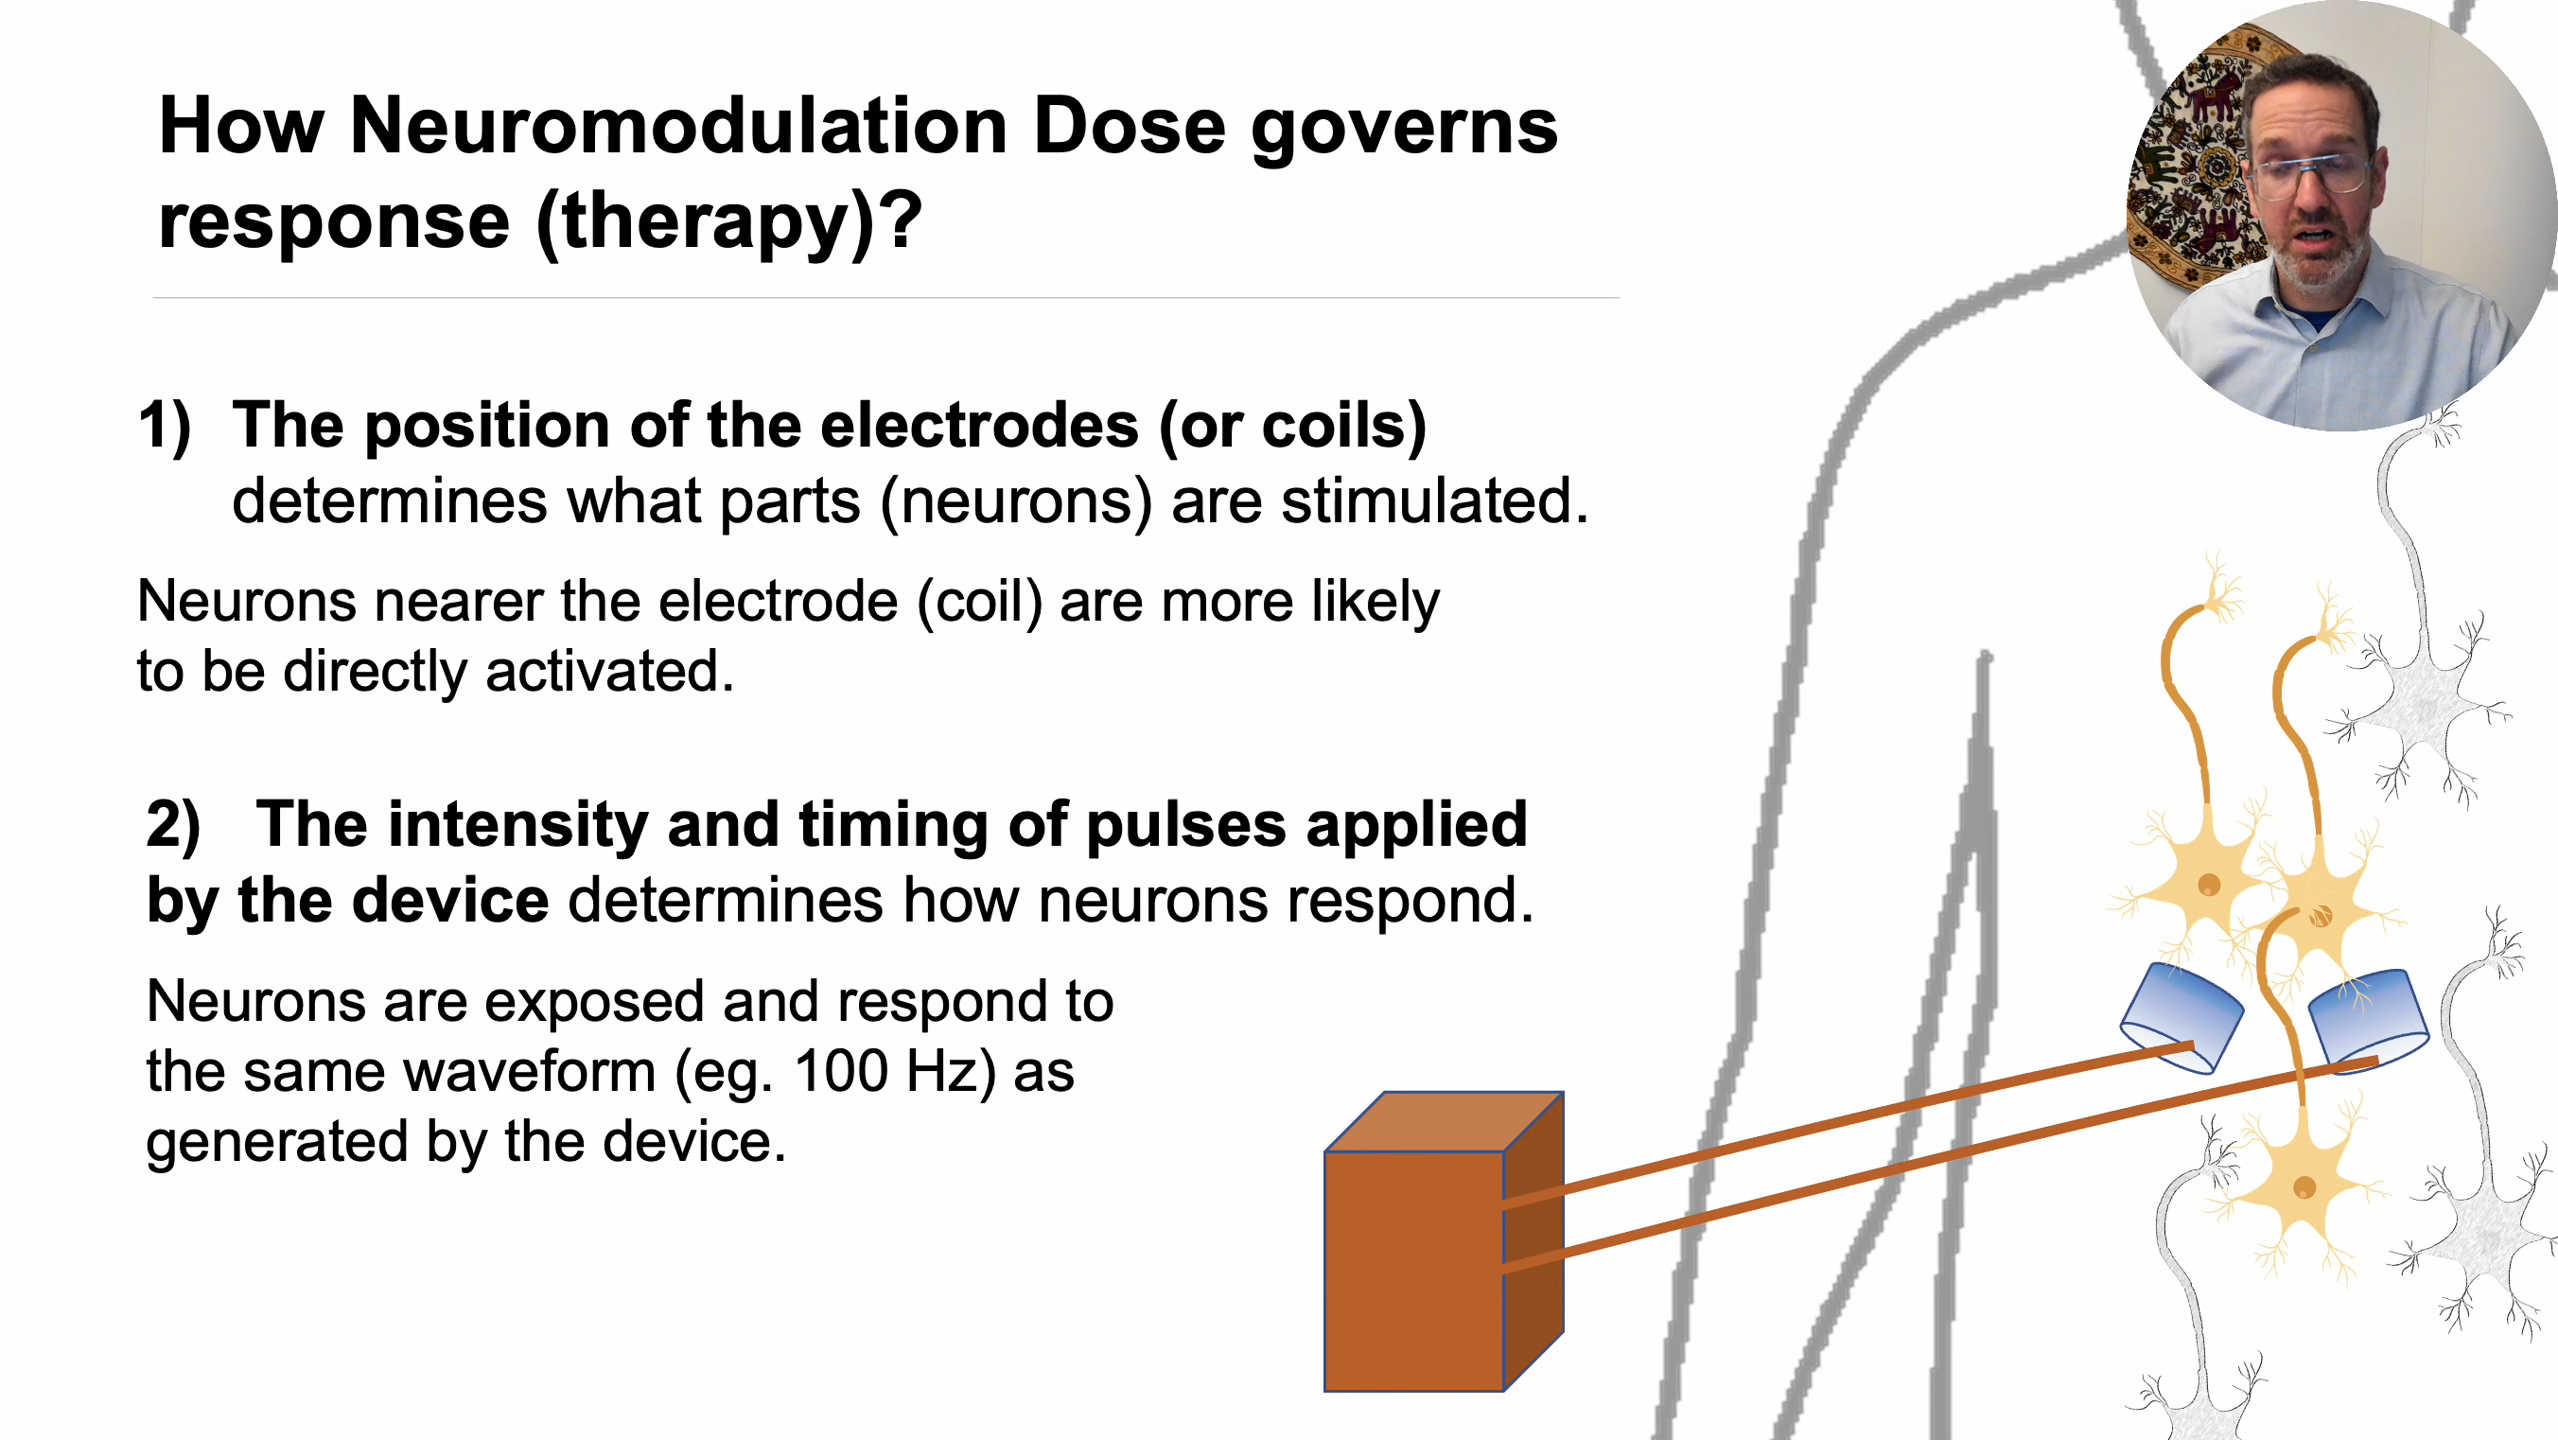 How Neuromodulation Dose governs
response (therapy)?
1) The position of the electrodes (or coils)
determines what parts (neurons) are stimulated.
Neurons nearer the electrode (coil) are more likely
to be directly activated.
2) The intensity and timing of pulses applied
by the device determines how neurons respond.
Neurons are exposed and respond to
the same waveform (eg. 100 Hz) as
generated by the device.